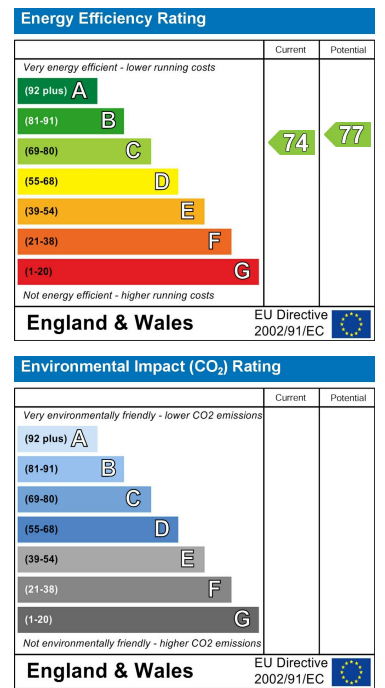 Energy Efficiency Rating
Current Potential
Very energy efficient - lower running costs
(92 plus) A
(81-91) B
(69-80) C
74 77
(55-68) D
(39-54) E
(21-38) F
(1-20) G
Not energy efficient - higher running costs
England & Wales
EU Directive
2002/91/EC
Environmental Impact (CO2) Rating
Current Potential
Very environmentally friendly - lower CO2 emissions
(92 plus) A
(81-91) B
(69-80) C
(55-68) D
(39-54) E
(21-38) F
(1-20) G
Not environmentally friendly - higher CO2 emissions
England & Wales
EU Directive
2002/91/EC